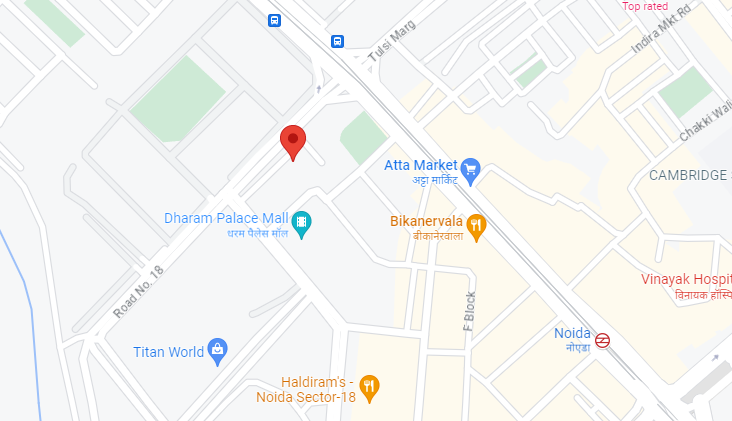 Top rated
Indira Mkt Rd
Tulsi Marg
Chakki Wali
Atta Market
अट्टा मार्किट
CAMBRIDGE
Dharam Palace Mall
धरम पैलेस मॉल
Bikanervala
बीकानेरवाला
Road No. 18
Vinayak Hospit
विनायक हॉस्पि
F Block
Noida
नोएडा
Titan World
Haldiram's -
Noida Sector-18